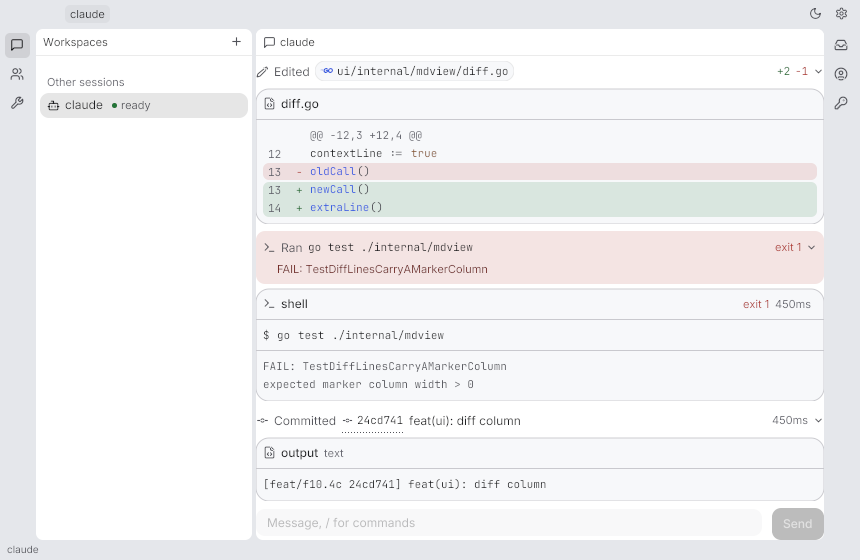 claude
Workspaces
claude
Other sessions
claude ready
Edited ui/internal/mdview/diff.go +2 -1
diff.go
@@ -12,3 +12,4 @@
12 contextLine := true
13 - oldCall()
13 + newCall()
14 + extraLine()
>_ Ran go test ./internal/mdview exit 1
FAIL: TestDiffLinesCarryAMarkerColumn
>_ shell exit 1 450ms
$ go test ./internal/mdview
FAIL: TestDiffLinesCarryAMarkerColumn
expected marker column width > 0
Committed 24cd741 feat(ui): diff column 450ms
output text
[feat/f10.4c 24cd741] feat(ui): diff column
Message, / for commands
Send
claude